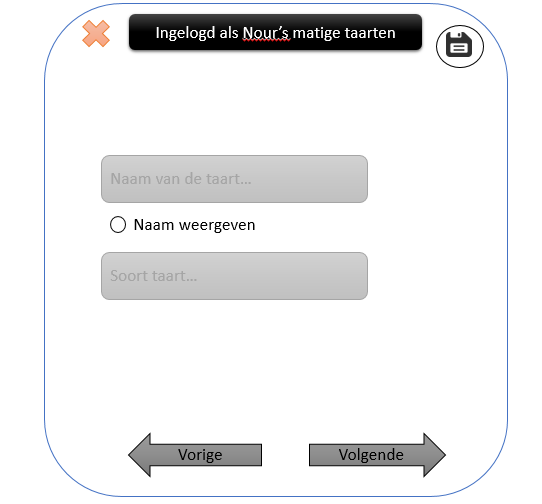 Ingelogd als Nour’s matige taarten
Naam van de taart...
Naam weergeven
Soort taart...
Vorige
Volgende